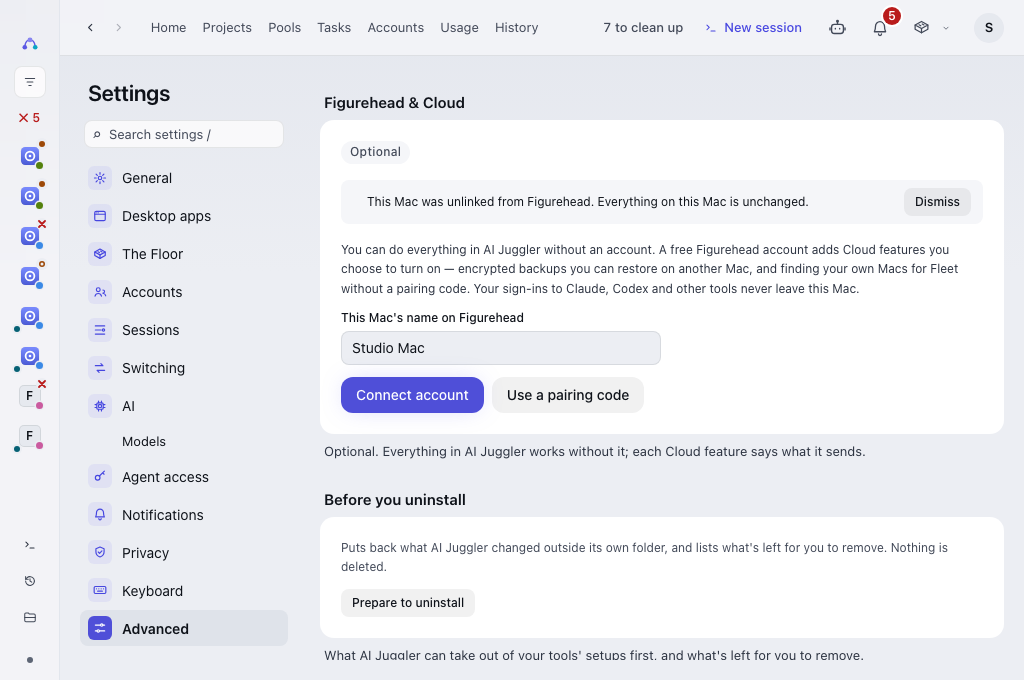 Home Projects Pools Tasks Accounts Usage History 7 to clean up New session 5 S
5
F
F
Settings
Search settings /
General
Desktop apps
The Floor
Accounts
Sessions
Switching
AI
Models
Agent access
Notifications
Privacy
Keyboard
Advanced
Figurehead & Cloud
Optional
This Mac was unlinked from Figurehead. Everything on this Mac is unchanged. Dismiss
You can do everything in AI Juggler without an account. A free Figurehead account adds Cloud features you
choose to turn on — encrypted backups you can restore on another Mac, and finding your own Macs for Fleet
without a pairing code. Your sign-ins to Claude, Codex and other tools never leave this Mac.
This Mac's name on Figurehead
Studio Mac
Connect account Use a pairing code
Optional. Everything in AI Juggler works without it; each Cloud feature says what it sends.
Before you uninstall
Puts back what AI Juggler changed outside its own folder, and lists what's left for you to remove. Nothing is
deleted.
Prepare to uninstall
What AI Juggler can take out of your tools' setups first, and what's left for you to remove.